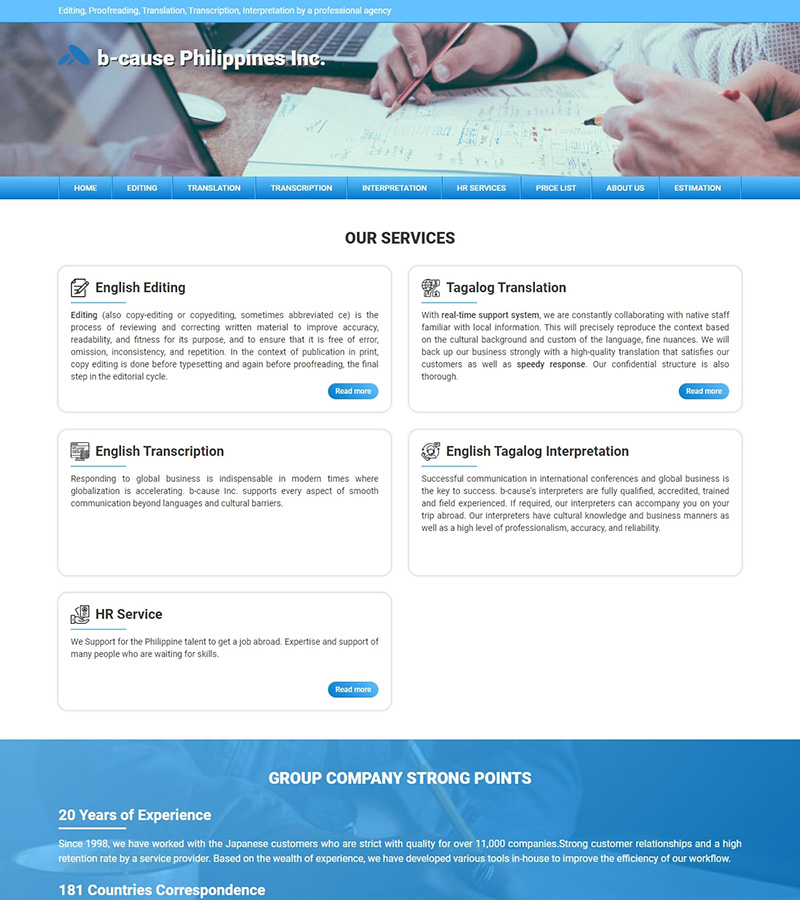 Editing, Proofreading, Translation, Transcription, Interpretation by a professional agency
b-cause Philippines Inc.
HOME EDITING TRANSLATION TRANSCRIPTION INTERPRETATION HR SERVICES PRICE LIST ABOUT US ESTIMATION
OUR SERVICES
English Editing
Editing (also copy-editing or copyediting, sometimes abbreviated ce) is the
process of reviewing and correcting written material to improve accuracy,
readability, and fitness for its purpose, and to ensure that it is free of error,
omission, inconsistency, and repetition. In the context of publication in print,
copy editing is done before typesetting and again before proofreading, the final
step in the editorial cycle.
Read more
Tagalog Translation
With real-time support system, we are constantly collaborating with native staff
familiar with local information. This will precisely reproduce the context based
on the cultural background and custom of the language, fine nuances. We will
back up our business strongly with a high-quality translation that satisfies our
customers as well as speedy response. Our confidential structure is also
thorough.
Read more
English Transcription
Responding to global business is indispensable in modern times where
globalization is accelerating. b-cause Inc. supports every aspect of smooth
communication beyond languages and cultural barriers.
English Tagalog Interpretation
Successful communication in international conferences and global business is
the key to success. b-cause's interpreters are fully qualified, accredited, trained
and field experienced. If required, our interpreters can accompany you on your
trip abroad. Our interpreters have cultural knowledge and business manners as
well as a high level of professionalism, accuracy, and reliability.
HR Service
We Support for the Philippine talent to get a job abroad. Expertise and support of
many people who are waiting for skills.
Read more
GROUP COMPANY STRONG POINTS
20 Years of Experience
Since 1998, we have worked with the Japanese customers who are strict with quality for over 11,000 companies.Strong customer relationships and a high
retention rate by a service provider. Based on the wealth of experience, we have developed various tools in-house to improve the efficiency of our workflow.
181 Countries Correspondence